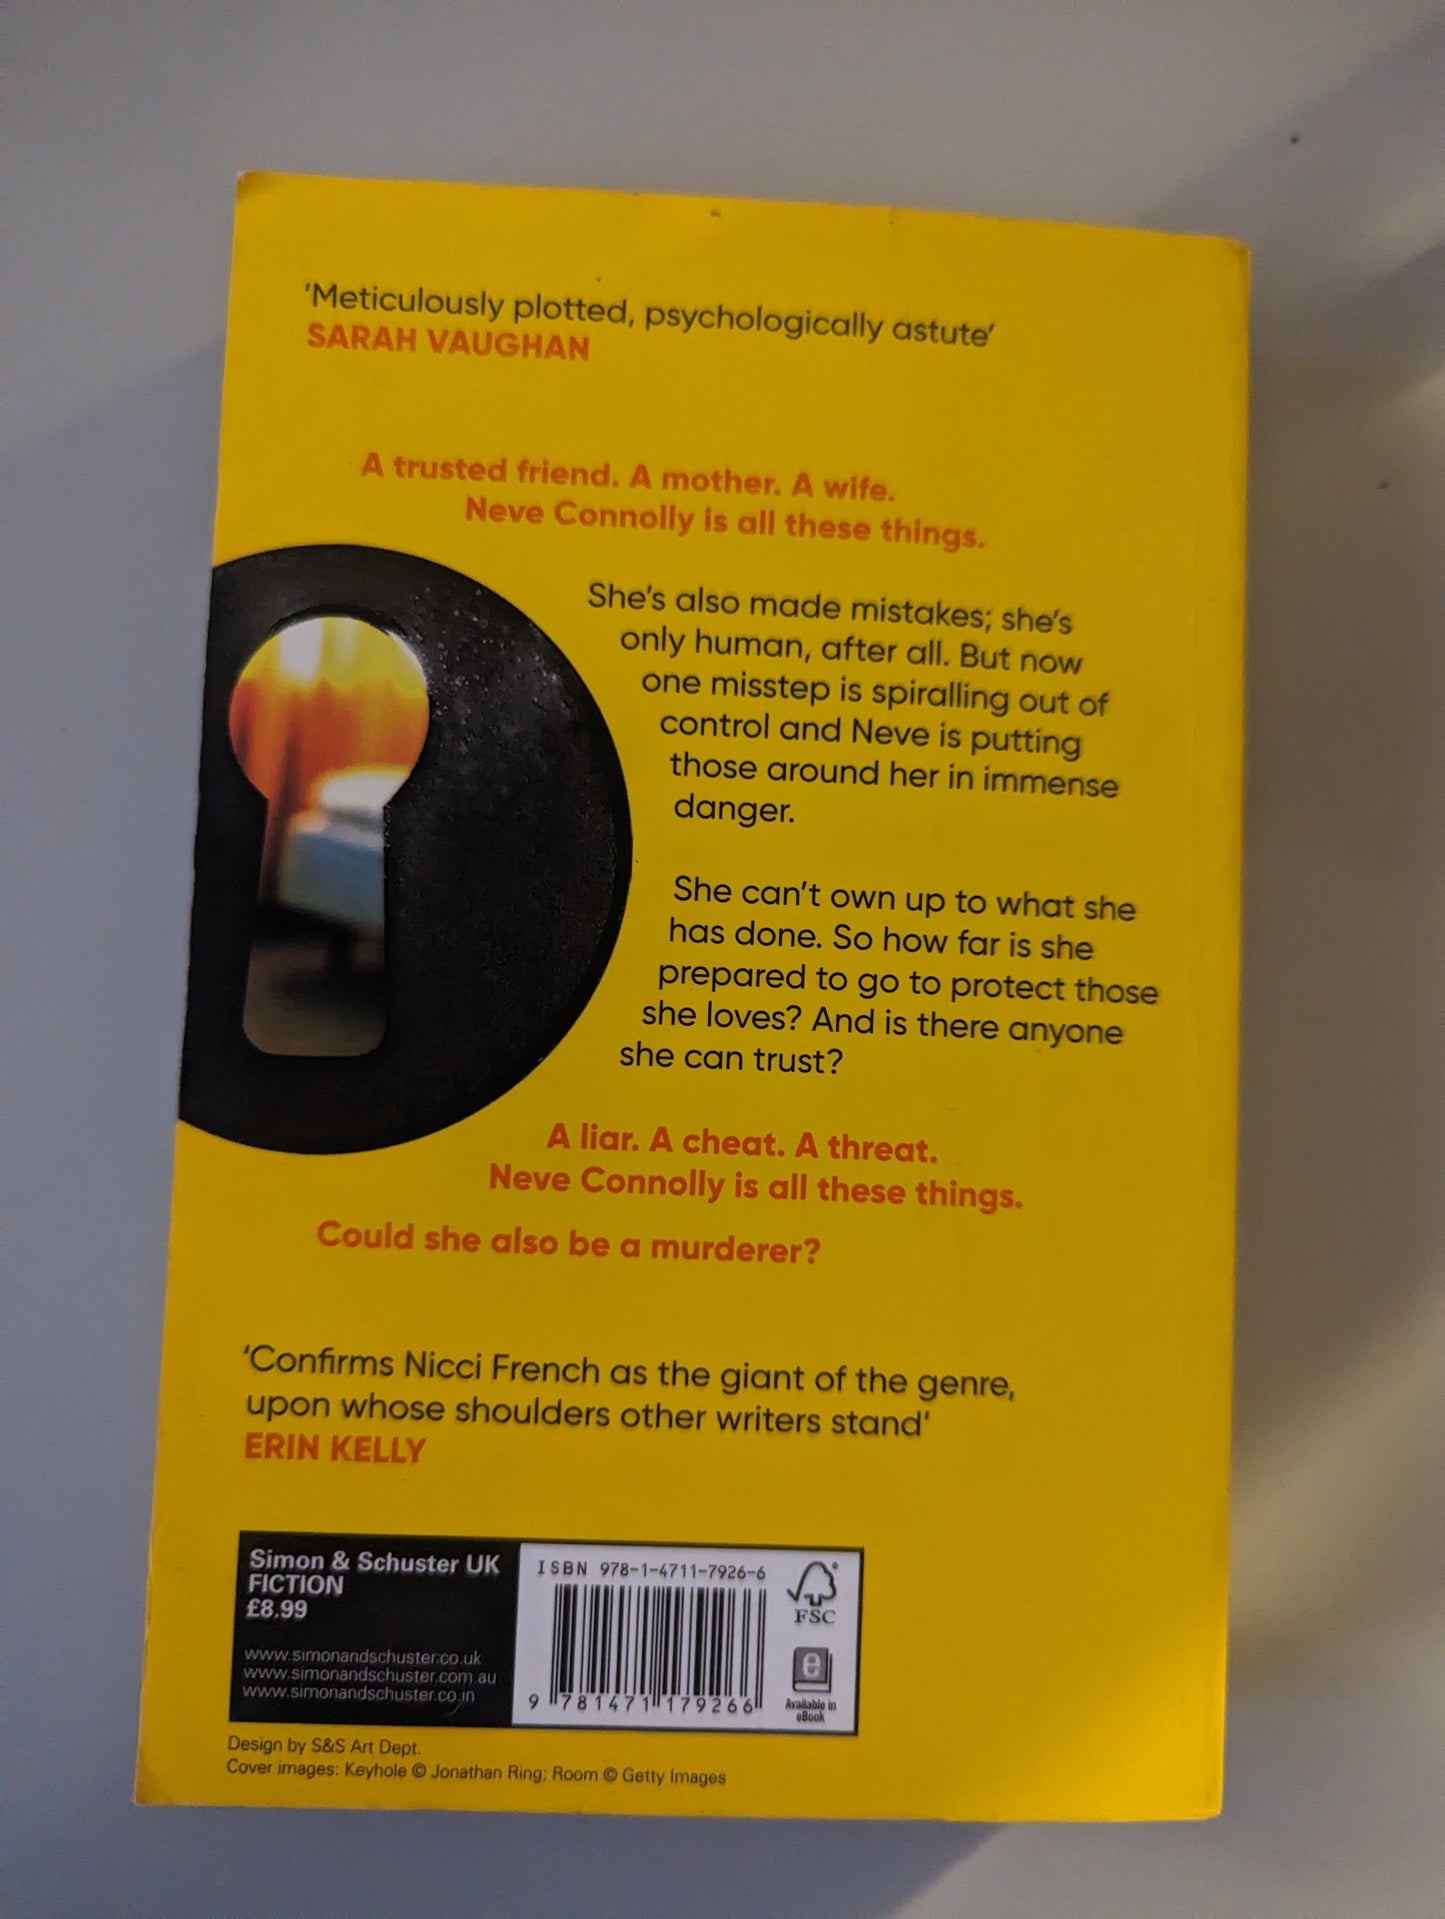 'Meticulously plotted, psychologically astute'
SARAH VAUGHAN
A trusted friend. A mother. A wife.
Neve Connolly is all these things.
She's also made mistakes; she's
only human, after all. But now
one misstep is spiralling out of
control and Neve is putting
those around her in immense
danger.
She can't own up to what she
has done. So how far is she
prepared to go to protect those
she loves? And is there anyone
she can trust?
A liar. A cheat. A threat.
Neve Connolly is all these things.
Could she also be a murderer?
'Confirms Nicci French as the giant of the genre,
upon whose shoulders other writers stand'
ERIN KELLY
Simon & Schuster UK
FICTION
£8.99
www.simonandschuster.co.uk
www.simonandschuster.com.au
www.simonandschuster.co.in
ISBN 978-1-4711-7926-6
9 781471 179266
FSC
e
Available in
eBook
Design by S&S Art Dept.
Cover images: Keyhole © Jonathan Ring; Room © Getty Images